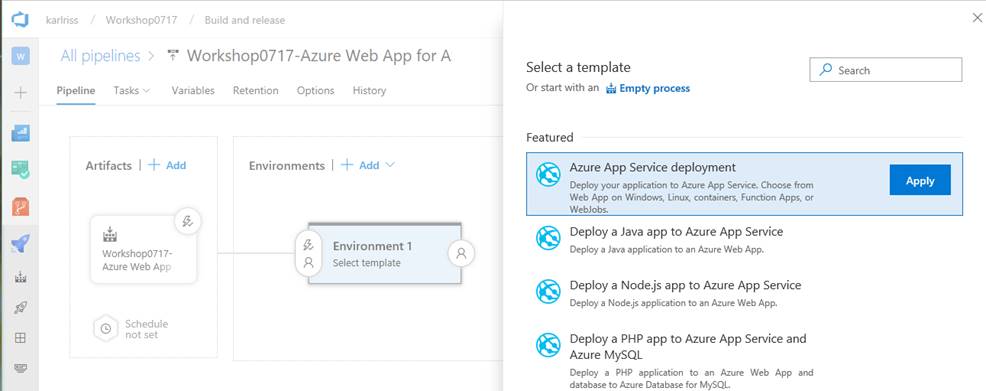 karlriss / Workshop0717 / Build and release
W
All pipelines > Workshop0717-Azure Web App for A
Pipeline Tasks Variables Retention Options History
Artifacts | + Add
Environments | + Add
Workshop0717-
Azure Web App
Schedule
not set
Environment 1
Select template
Select a template
Or start with an Empty process
Search
Featured
Azure App Service deployment
Deploy your application to Azure App Service. Choose from
Web App on Windows, Linux, containers, Function Apps, or
WebJobs.
Apply
Deploy a Java app to Azure App Service
Deploy a Java application to an Azure Web App.
Deploy a Node.js app to Azure App Service
Deploy a Node.js application to an Azure Web App.
Deploy a PHP app to Azure App Service and
Azure MySQL
Deploy a PHP application to an Azure Web App and
database to Azure Database for MySQL.